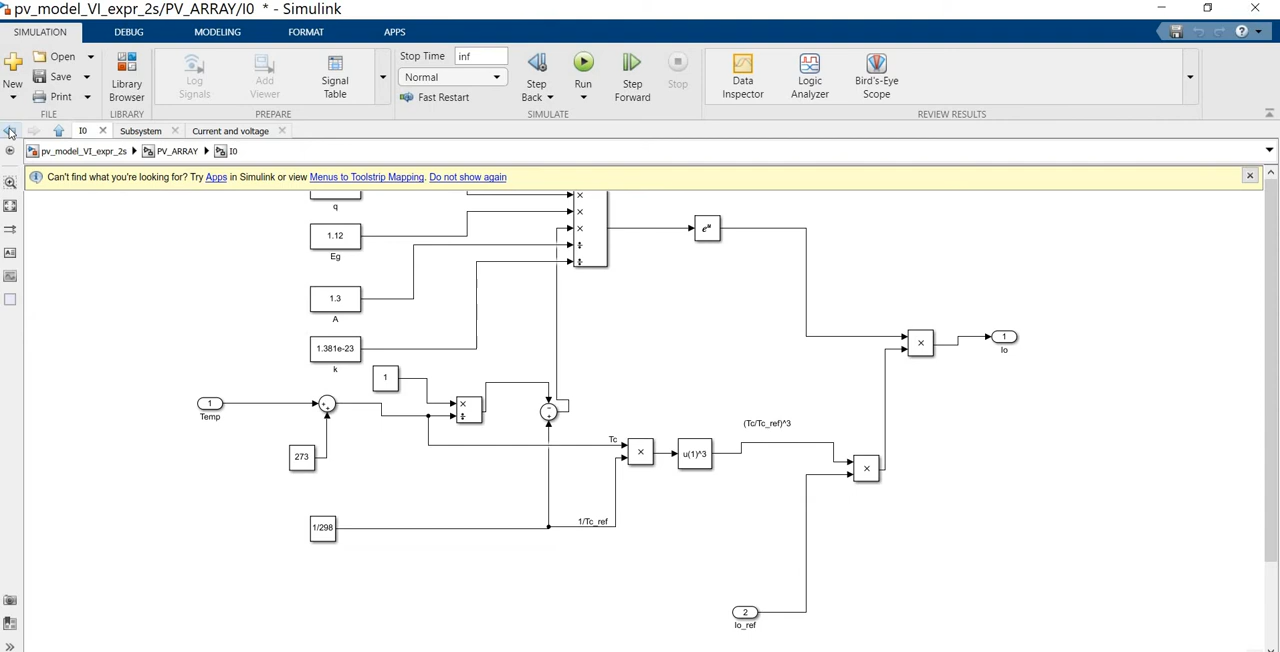 pv_model_VI_expr_2s/PV_ARRAY/I0 * - Simulink
SIMULATION DEBUG MODELING FORMAT APPS
New
Open
Save
Print
FILE
Library Browser
LIBRARY
Log Signals
Add Viewer
Signal Table
PREPARE
Stop Time inf
Normal
Fast Restart
Step Back
Run
Step Forward
Stop
SIMULATE
Data Inspector
Logic Analyzer
Bird's-Eye Scope
REVIEW RESULTS
I0 Subsystem Current and voltage
pv_model_VI_expr_2s PV_ARRAY I0
Can't find what you're looking for? Try Apps in Simulink or view Menus to Toolstrip Mapping. Do not show again
q
1.12
Eg
1.3
A
1.381e-23
k
1
1
Temp
273
1/298
1/Tc_ref
Tc
×
×
×
÷
÷
e^u
×
÷
×
u(1)^3
(Tc/Tc_ref)^3
×
×
1
Io
2
Io_ref